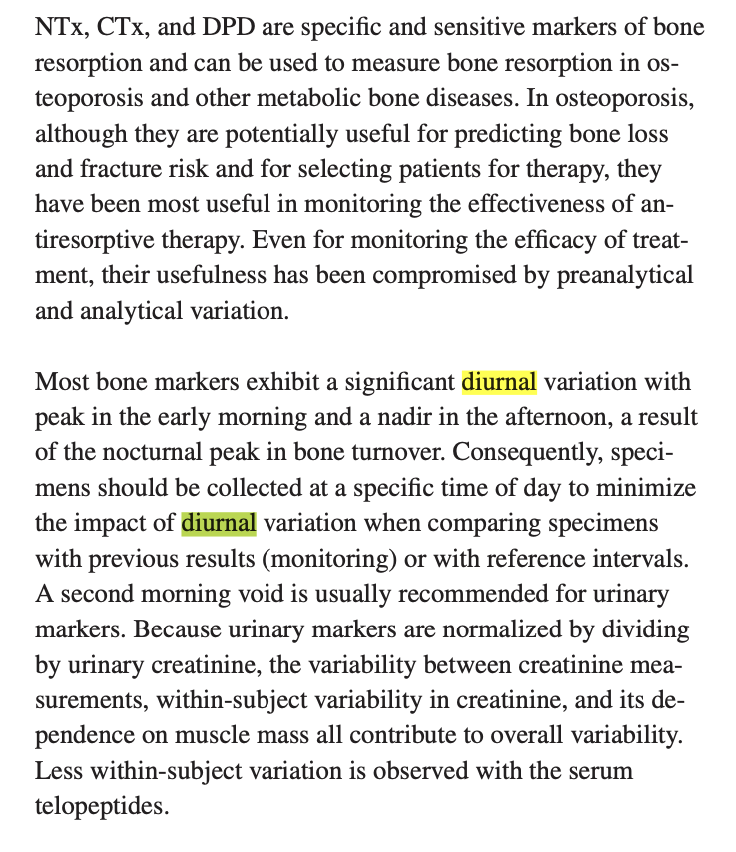 NTx, CTx, and DPD are specific and sensitive markers of bone
resorption and can be used to measure bone resorption in os-
teoporosis and other metabolic bone diseases. In osteoporosis,
although they are potentially useful for predicting bone loss
and fracture risk and for selecting patients for therapy, they
have been most useful in monitoring the effectiveness of an-
tiresorptive therapy. Even for monitoring the efficacy of treat-
ment, their usefulness has been compromised by preanalytical
and analytical variation.
Most bone markers exhibit a significant diurnal variation with
peak in the early morning and a nadir in the afternoon, a result
of the nocturnal peak in bone turnover. Consequently, speci-
mens should be collected at a specific time of day to minimize
the impact of diurnal variation when comparing specimens
with previous results (monitoring) or with reference intervals.
A second morning void is usually recommended for urinary
markers. Because urinary markers are normalized by dividing
by urinary creatinine, the variability between creatinine mea-
surements, within-subject variability in creatinine, and its de-
pendence on muscle mass all contribute to overall variability.
Less within-subject variation is observed with the serum
telopeptides.